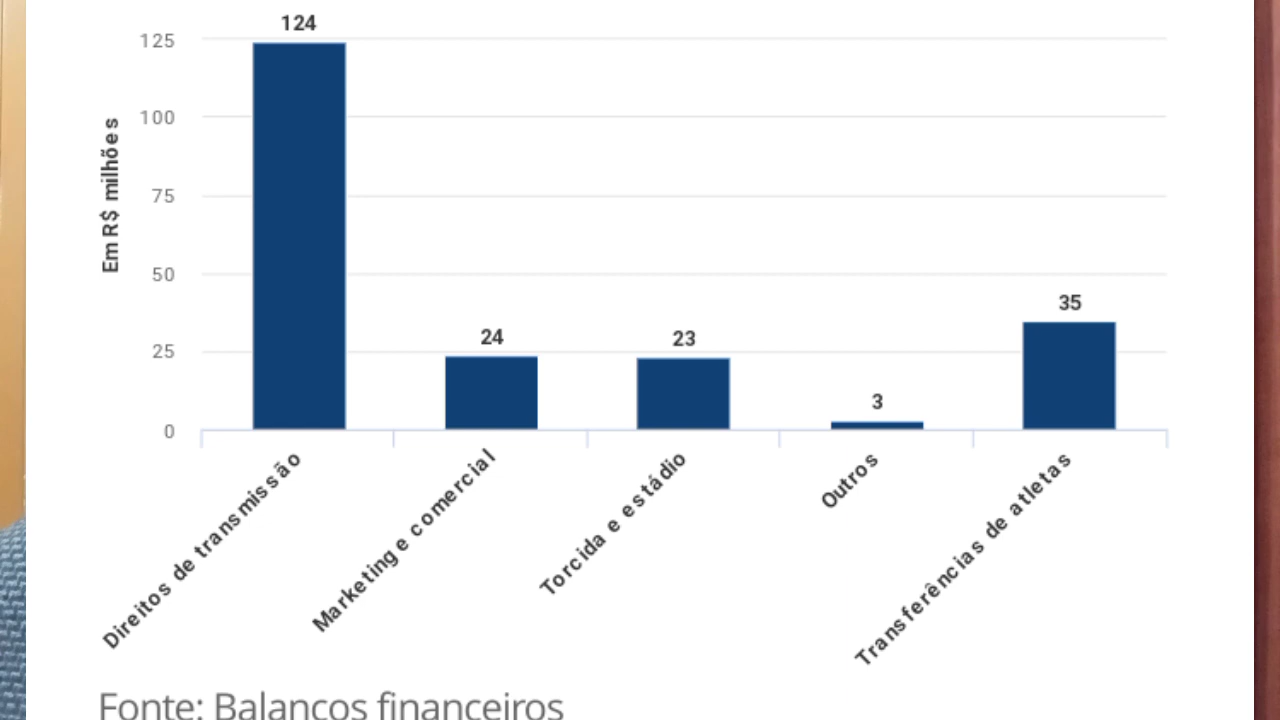 124
125
100
75
50
25
0
Em R$ milhões
24
23
3
35
Direitos de transmissão
Marketing e comercial
Torcida e estádio
Outros
Transferências de atletas
Fonte: Balanços financeiros